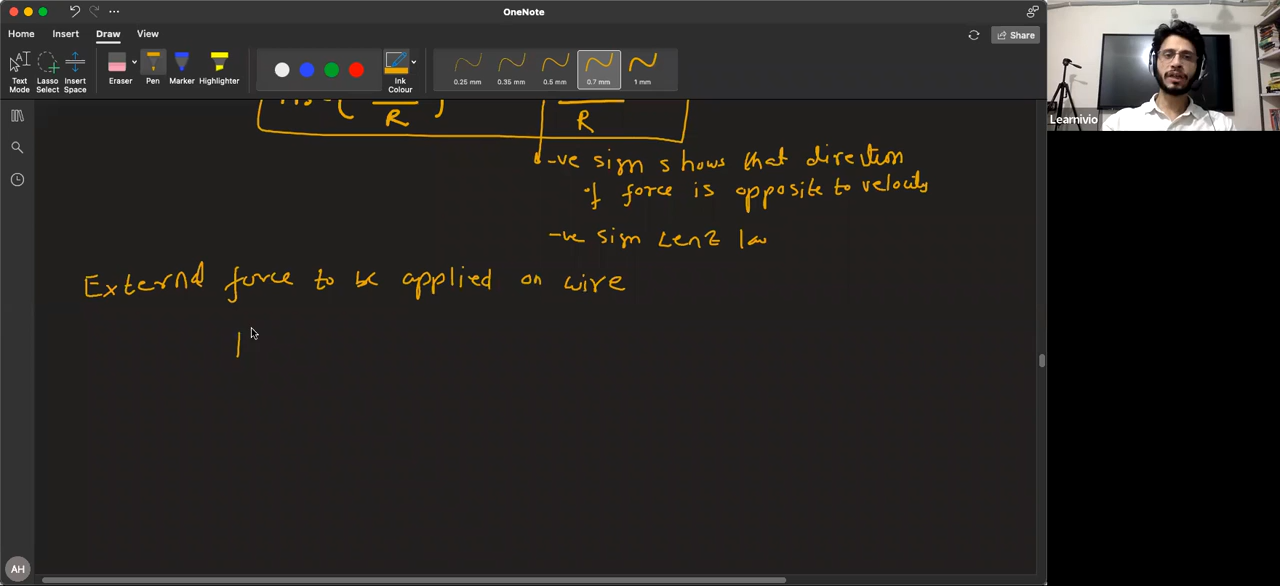 OneNote
Home Insert Draw View
Share
Text Mode
Lasso Select
Insert Space
Eraser
Pen
Marker
Highlighter
Ink Colour
0.25 mm
0.35 mm
0.5 mm
0.7 mm
1 mm
Learnivio
R
R
-ve sign shows that direction
of force is opposite to velocity
-ve sign Lenz law
External force to be applied on wire
AH